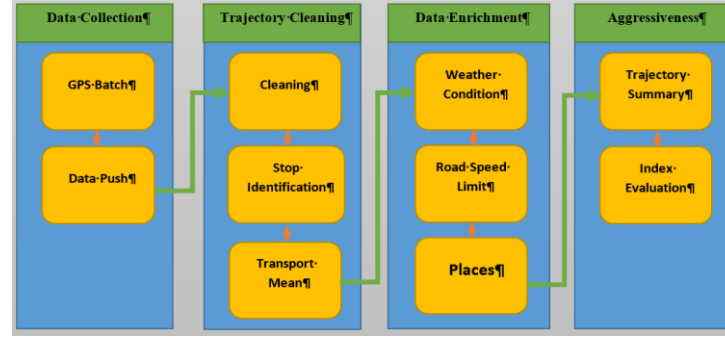 Data·Collection¶
GPS·Batch¶
Data·Push¶
Trajectory·Cleaning¶
Cleaning¶
Stop·
Identification¶
Transport·
Mean¶
Data·Enrichment¶
Weather·
Condition¶
Road·Speed·
Limit¶
Places¶
Aggressiveness¶
Trajectory·
Summary¶
Index·
Evaluation¶